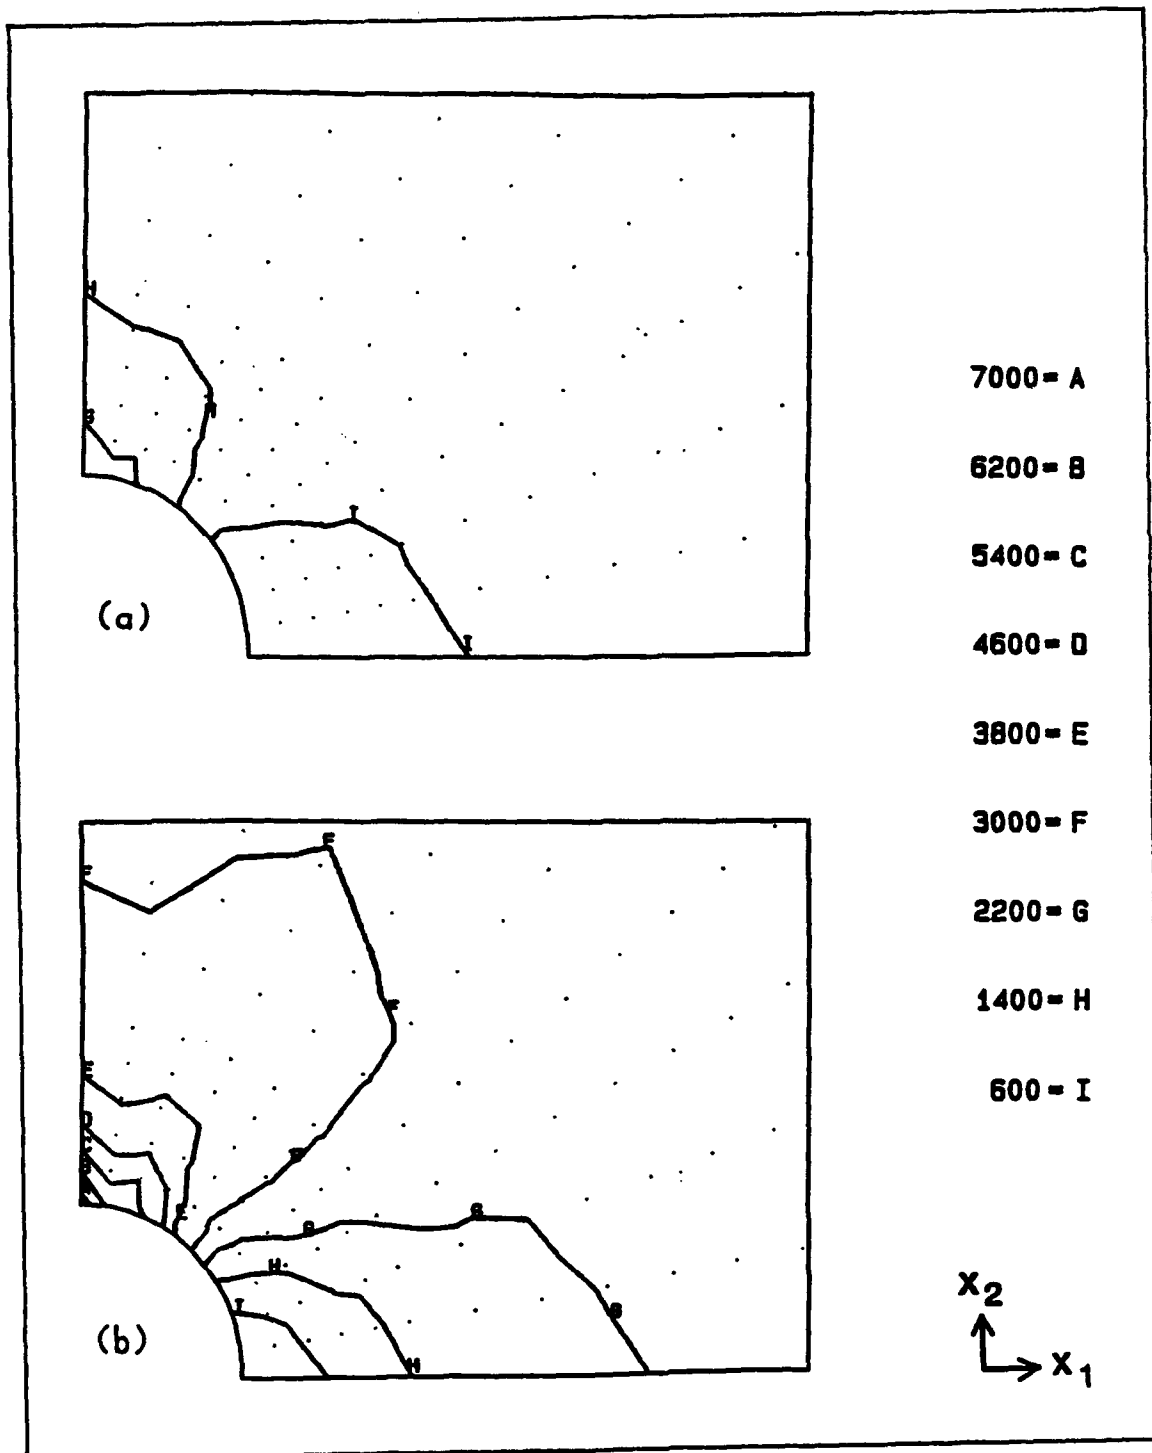 H
H
G
I
I
(a)
7000= A
6200= B
5400= C
4600= D
3800= E
3000= F
2200= G
1400= H
600= I
F
F
F
F
E
D
E
G
G
G
H
H
I
(b)
X2
X1